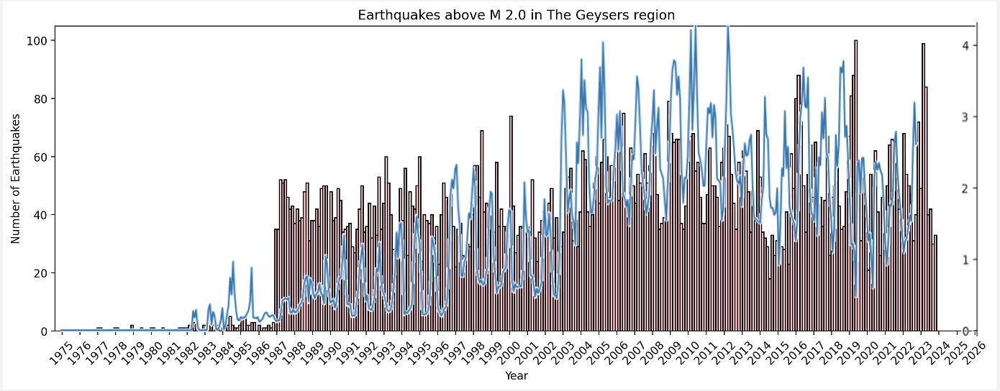 Earthquakes above M 2.0 in The Geysers region
Number of Earthquakes
100
80
60
40
20
0
4
3
2
1
0
1975 1976 1977 1978 1979 1980 1981 1982 1983 1984 1985 1986 1987 1988 1989 1990 1991 1992 1993 1994 1995 1996 1997 1998 1999 2000 2001 2002 2003 2004 2005 2006 2007 2008 2009 2010 2011 2012 2013 2014 2015 2016 2017 2018 2019 2020 2021 2022 2023 2024 2025 2026
Year